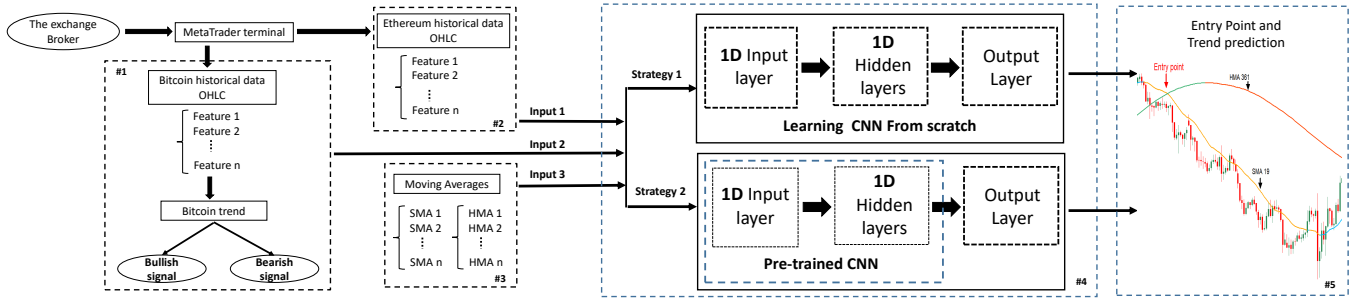 The exchange
Broker
MetaTrader terminal
#1
Bitcoin historical data
OHLC
Feature 1
Feature 2
Feature n
Bitcoin trend
Bullish
signal
Bearish
signal
Ethereum historical data
OHLC
Feature 1
Feature 2
Feature n
#2
Input 1
Input 2
Input 3
Moving Averages
SMA 1
SMA 2
SMA n
HMA 1
HMA 2
HMA n
#3
Strategy 1
Strategy 2
1D Input
layer
1D
Hidden
layers
Output
Layer
Learning CNN From scratch
1D Input
layer
1D
Hidden
layers
Output
Layer
Pre-trained CNN
#4
Entry Point and
Trend prediction
Entry point
HMA 361
SMA 19
#5